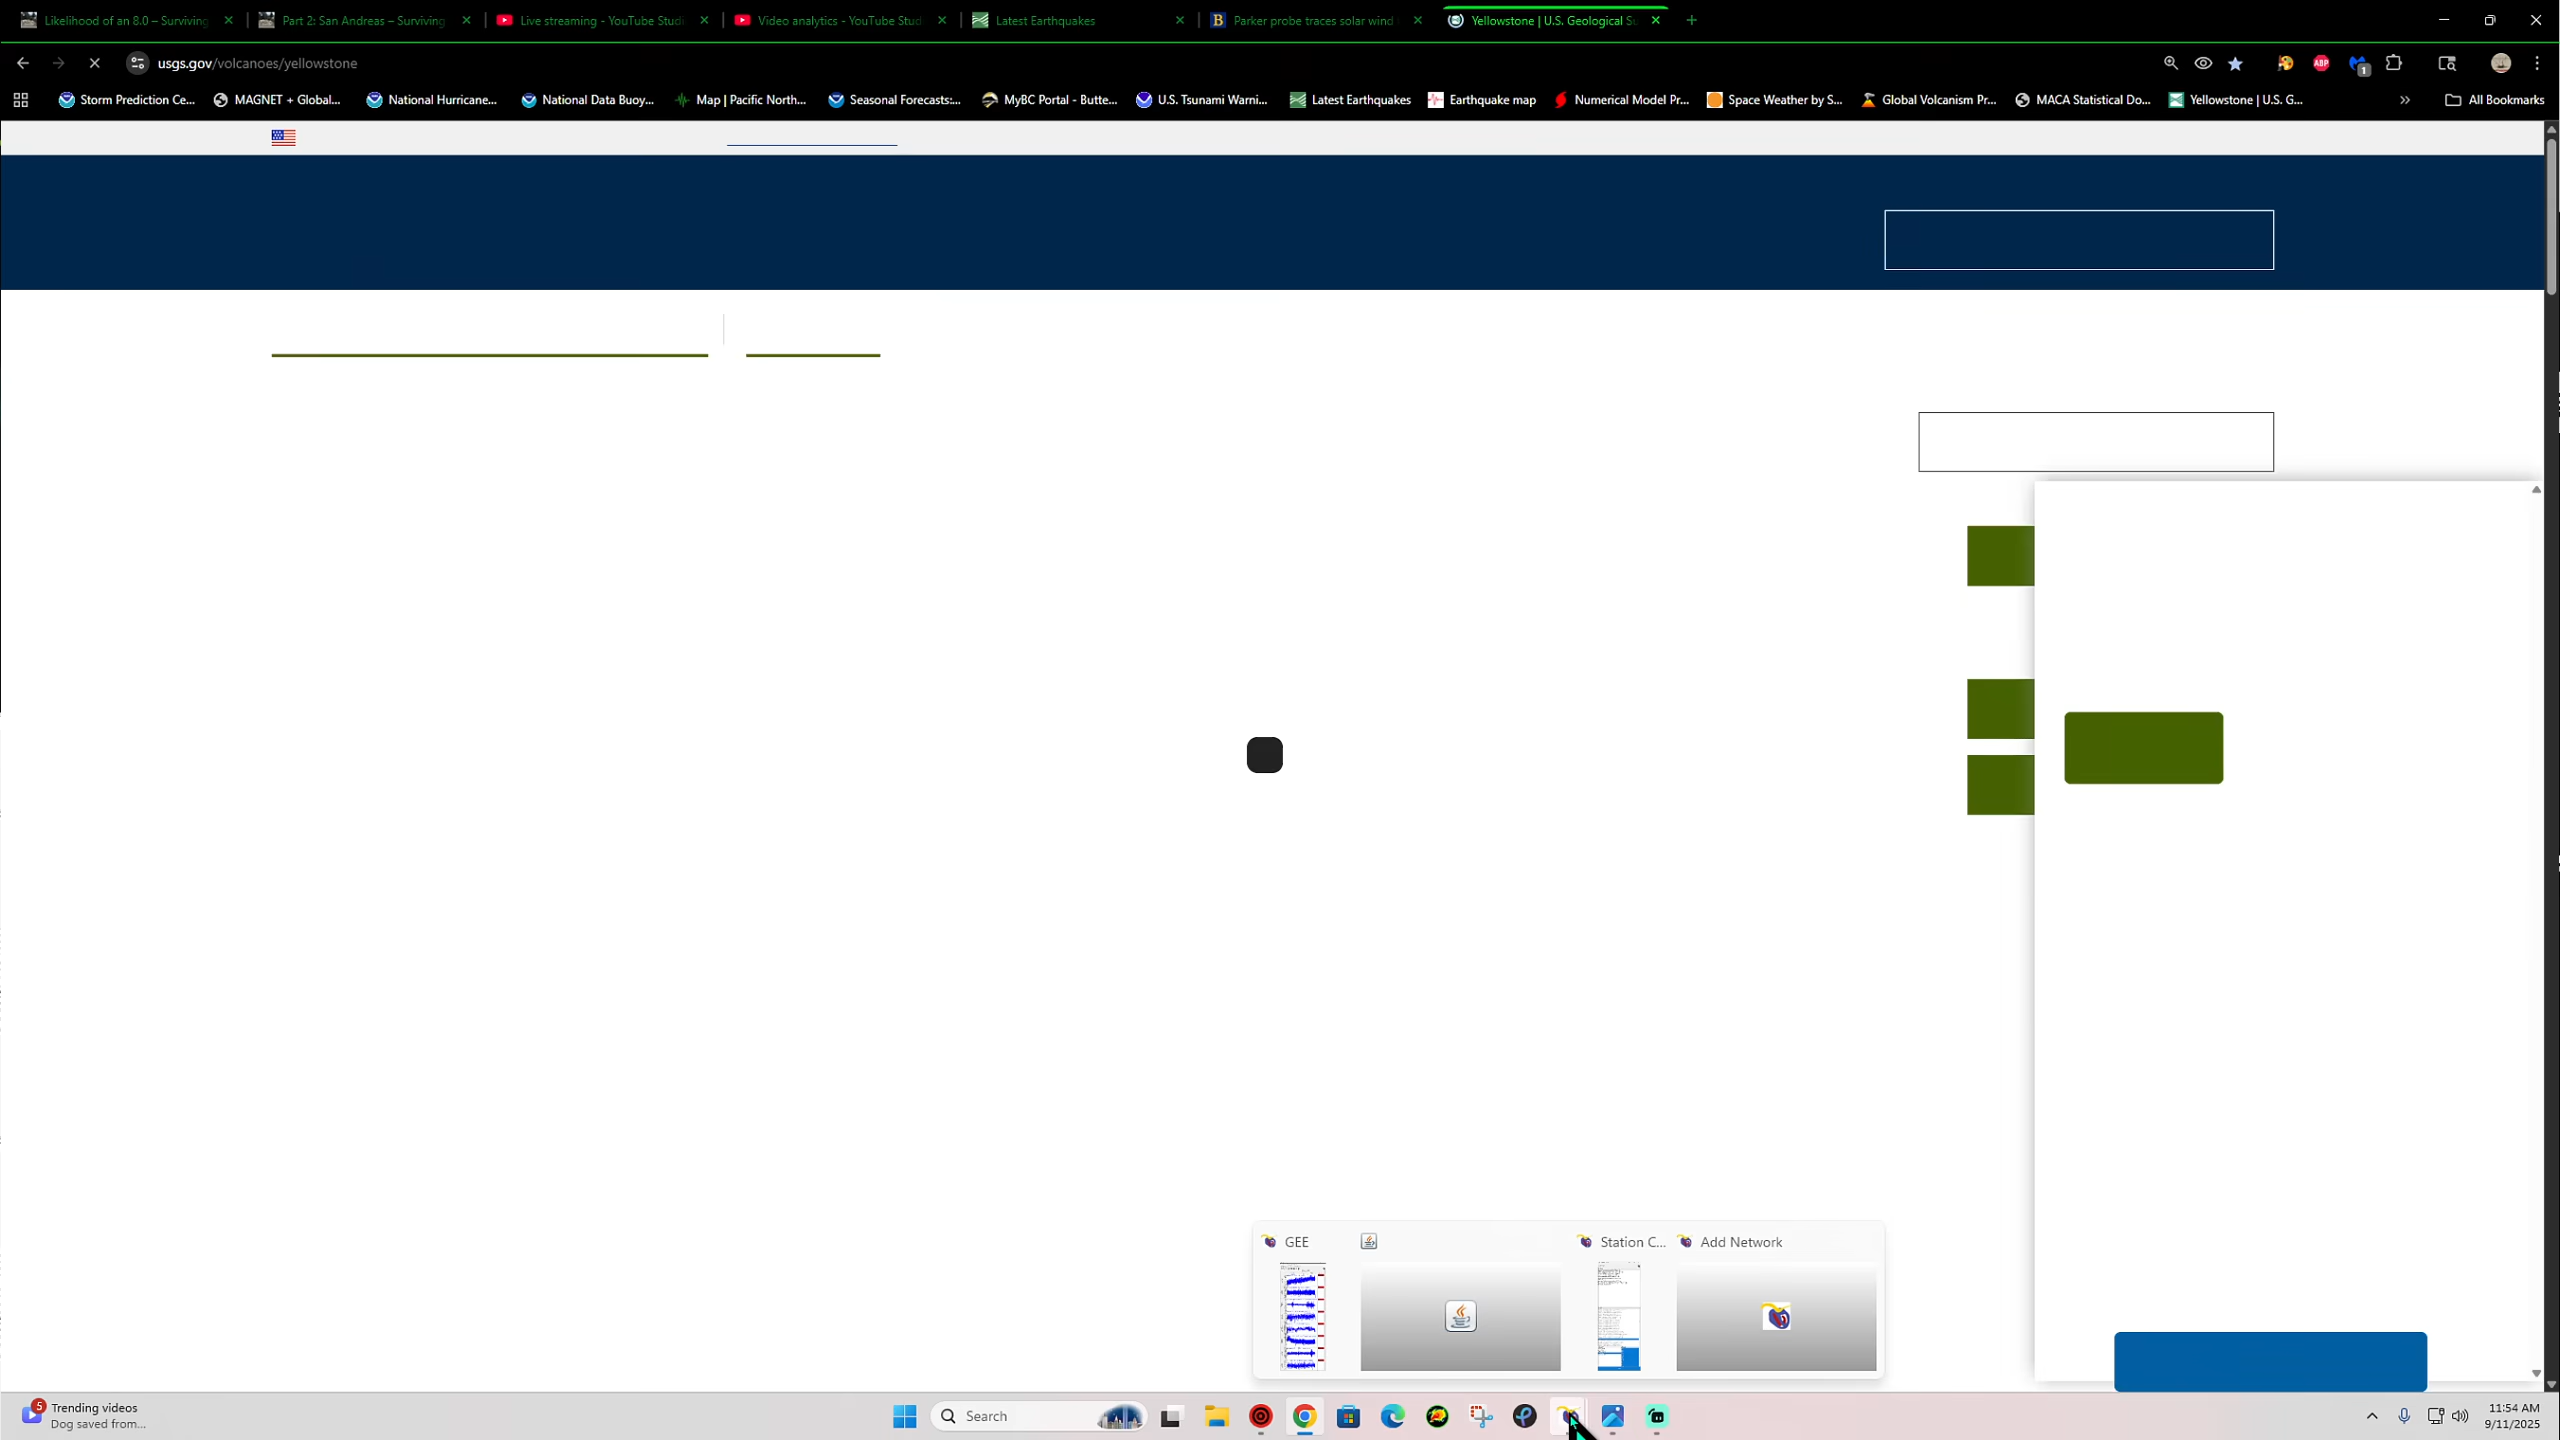 Likelihood of an 8.0 – Surviving
Part 2: San Andreas – Surviving
Live streaming - YouTube Studi
Video analytics - YouTube Stud
Latest Earthquakes
B Parker probe traces solar wind
Yellowstone | U.S. Geological Su
usgs.gov/volcanoes/yellowstone
ABP
1
Storm Prediction Ce...
MAGNET + Global...
National Hurricane...
National Data Buoy...
Map | Pacific North...
Seasonal Forecasts:...
MyBC Portal - Butte...
U.S. Tsunami Warni...
Latest Earthquakes
Earthquake map
Numerical Model Pr...
Space Weather by S...
Global Volcanism Pr...
MACA Statistical Do...
Yellowstone | U.S. G...
All Bookmarks
GEE
Station C...
Add Network
5
Trending videos
Dog saved from...
Search
11:54 AM
9/11/2025